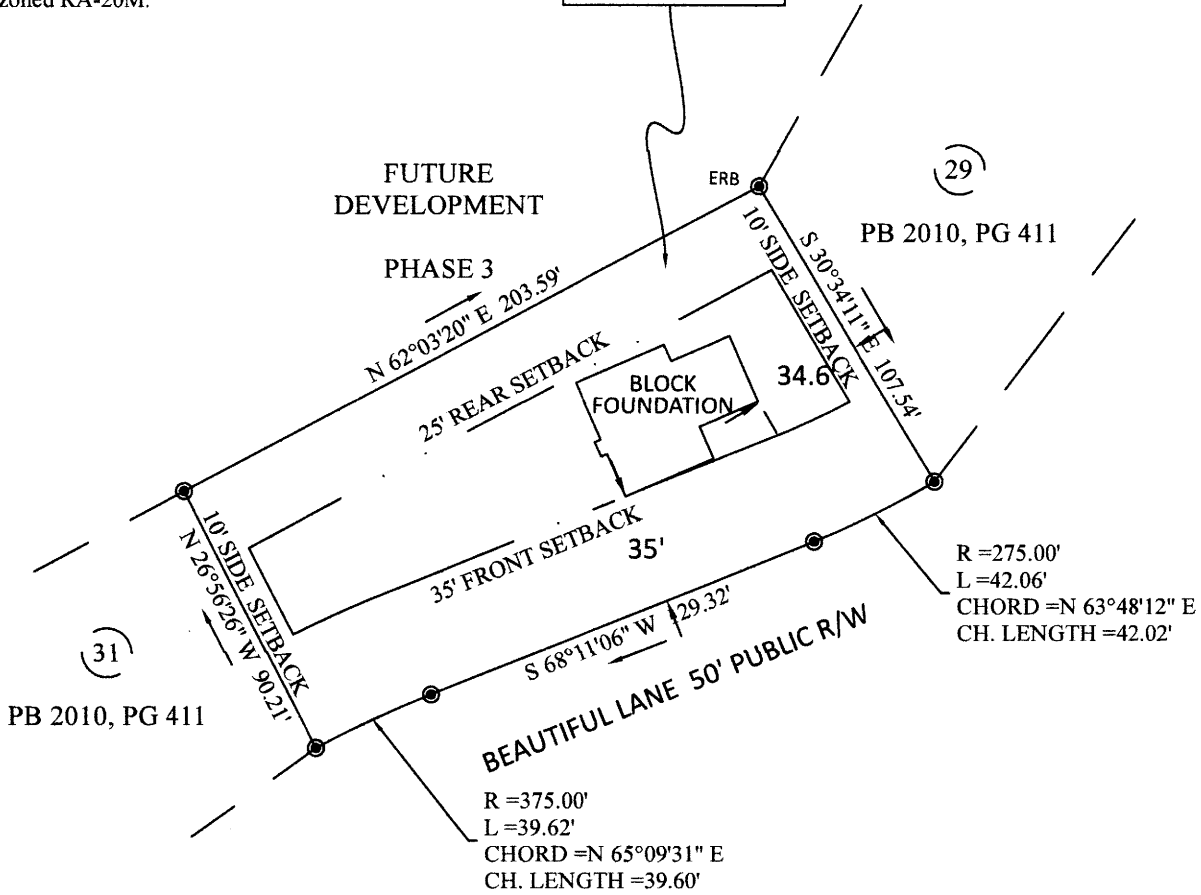 zoned RA-20M.
FUTURE
DEVELOPMENT
PHASE 3
ERB
29
PB 2010, PG 411
N 62°03'20" E 203.59'
10' SIDE SETBACK
S 30°34'11" E 107.54'
25' REAR SETBACK
BLOCK
FOUNDATION
34.6
35' FRONT SETBACK
35'
10' SIDE SETBACK
N 26°56'26" W 90.21'
31
PB 2010, PG 411
S 68°11'06" W 129.32'
BEAUTIFUL LANE 50' PUBLIC R/W
R =275.00'
L =42.06'
CHORD =N 63°48'12" E
CH. LENGTH =42.02'
R =375.00'
L =39.62'
CHORD =N 65°09'31" E
CH. LENGTH =39.60'